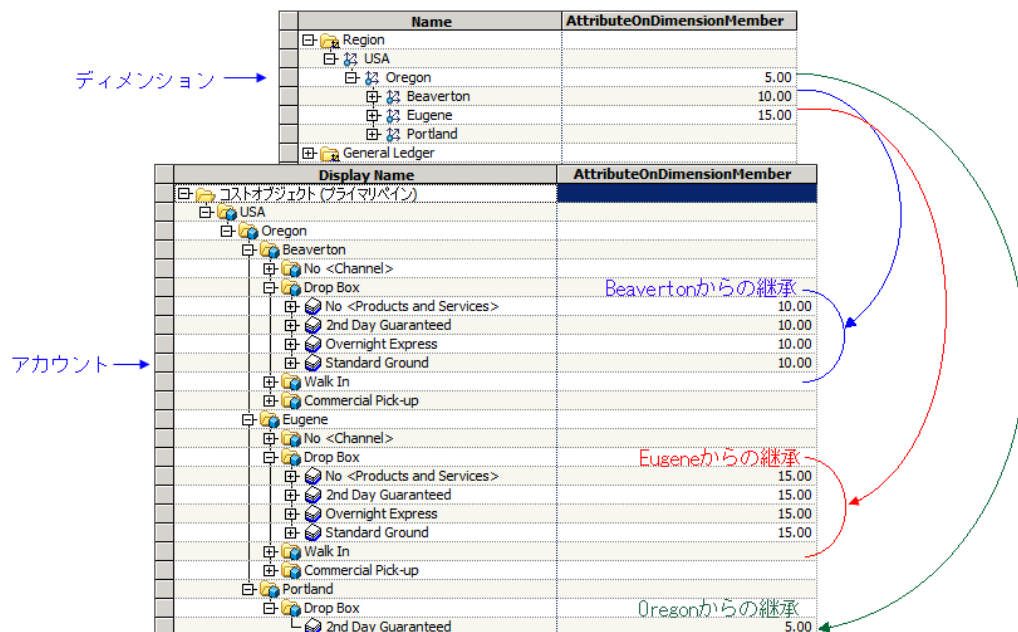 Name AttributeOnDimensionMember
Region
USA
ディメンション
Oregon 5.00
Beaverton 10.00
Eugene 15.00
Portland
General Ledger
Display Name AttributeOnDimensionMember
コストオブジェクト (プライマリペイン)
USA
Oregon
Beaverton
No <Channel>
Drop Box Beavertonからの継承
No <Products and Services> 10.00
2nd Day Guaranteed 10.00
Overnight Express 10.00
アカウント
Standard Ground 10.00
Walk In
Commercial Pick-up
Eugene
No <Channel>
Drop Box Eugeneからの継承
No <Products and Services> 15.00
2nd Day Guaranteed 15.00
Overnight Express 15.00
Standard Ground 15.00
Walk In
Commercial Pick-up
Portland
Drop Box Oregonからの継承
2nd Day Guaranteed 5.00